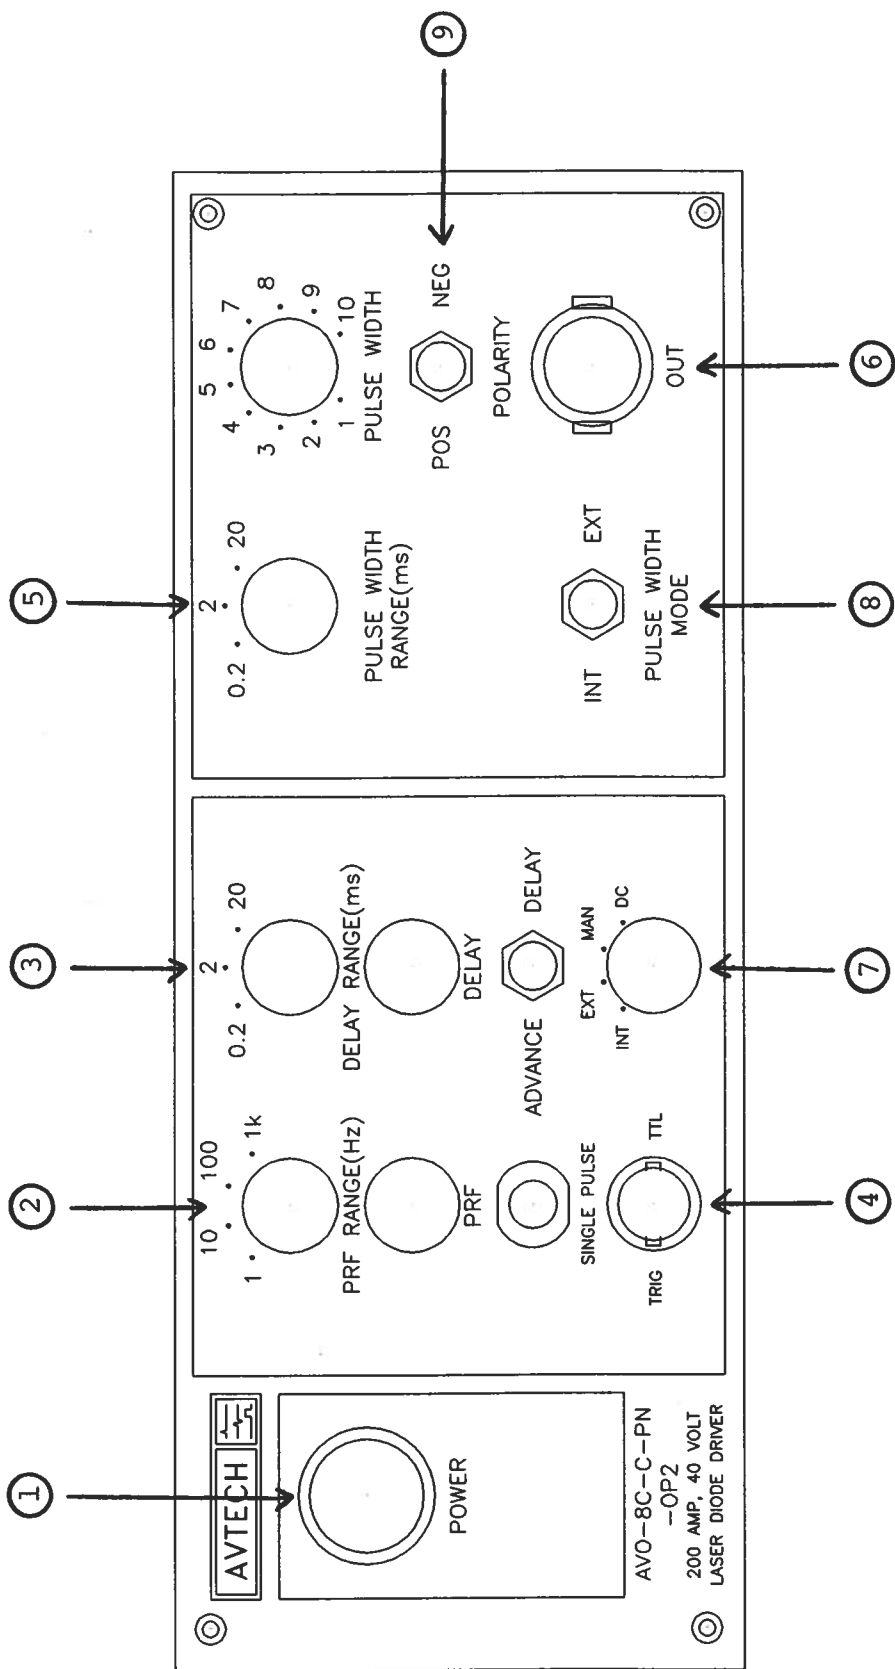 1
2
3
5
AVTECH
POWER
AVO-8C-C-PN
-OP2
200 AMP, 40 VOLT
LASER DIODE DRIVER
1 10 100 1k
PRF RANGE(Hz)
PRF
SINGLE PULSE
TRIG TTL
0.2 2 20
DELAY RANGE(ms)
DELAY
ADVANCE DELAY
INT EXT MAN DC
0.2 2 20
PULSE WIDTH
RANGE(ms)
INT EXT
PULSE WIDTH
MODE
1 2 3 4 5 6 7 8 9 10
PULSE WIDTH
POS NEG
POLARITY
OUT
9
4
7
8
6